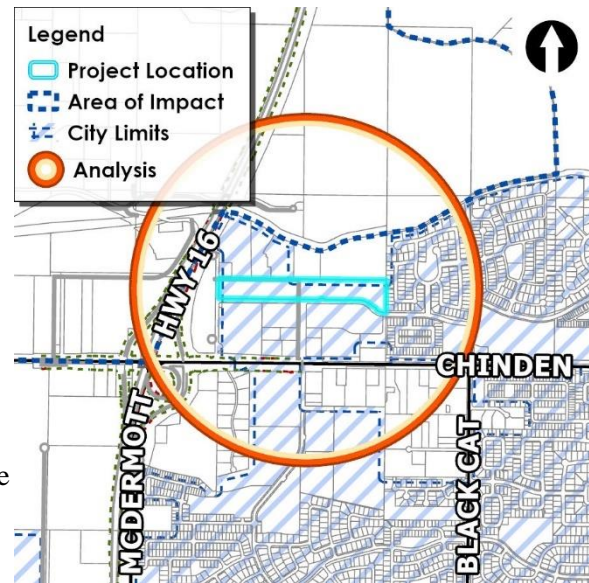 Legend
Project Location
Area of Impact
City Limits
Analysis
HWY 16
CHINDEN
MCDERMOTT
BLACK CAT
e